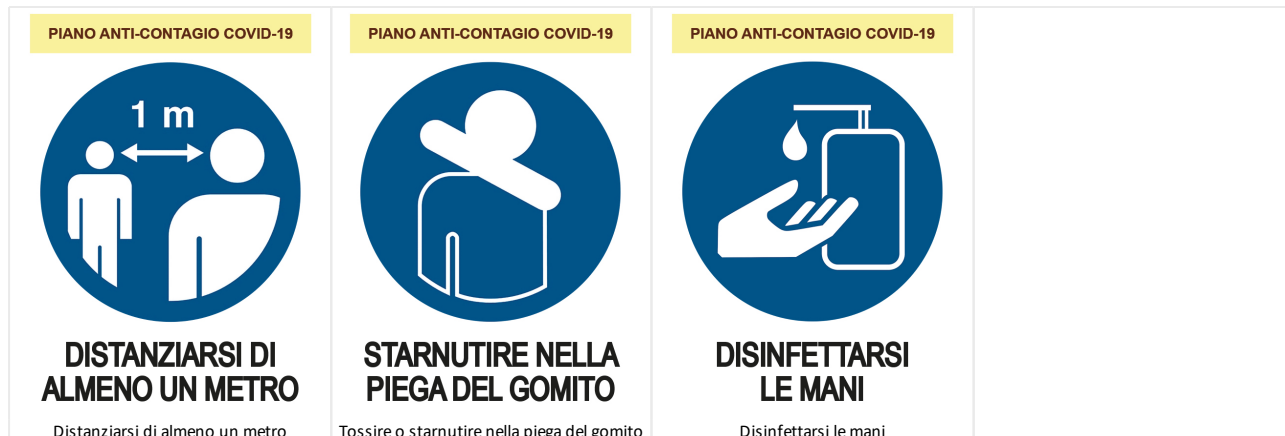 PIANO ANTI-CONTAGIO COVID-19
1 m
DISTANZIARSI DI
ALMENO UN METRO
Distanziarsi di almeno un metro
PIANO ANTI-CONTAGIO COVID-19
STARNUTIRE NELLA
PIEGA DEL GOMITO
Tossire o starnutire nella piega del gomito
PIANO ANTI-CONTAGIO COVID-19
DISINFETTARSI
LE MANI
Disinfettarsi le mani